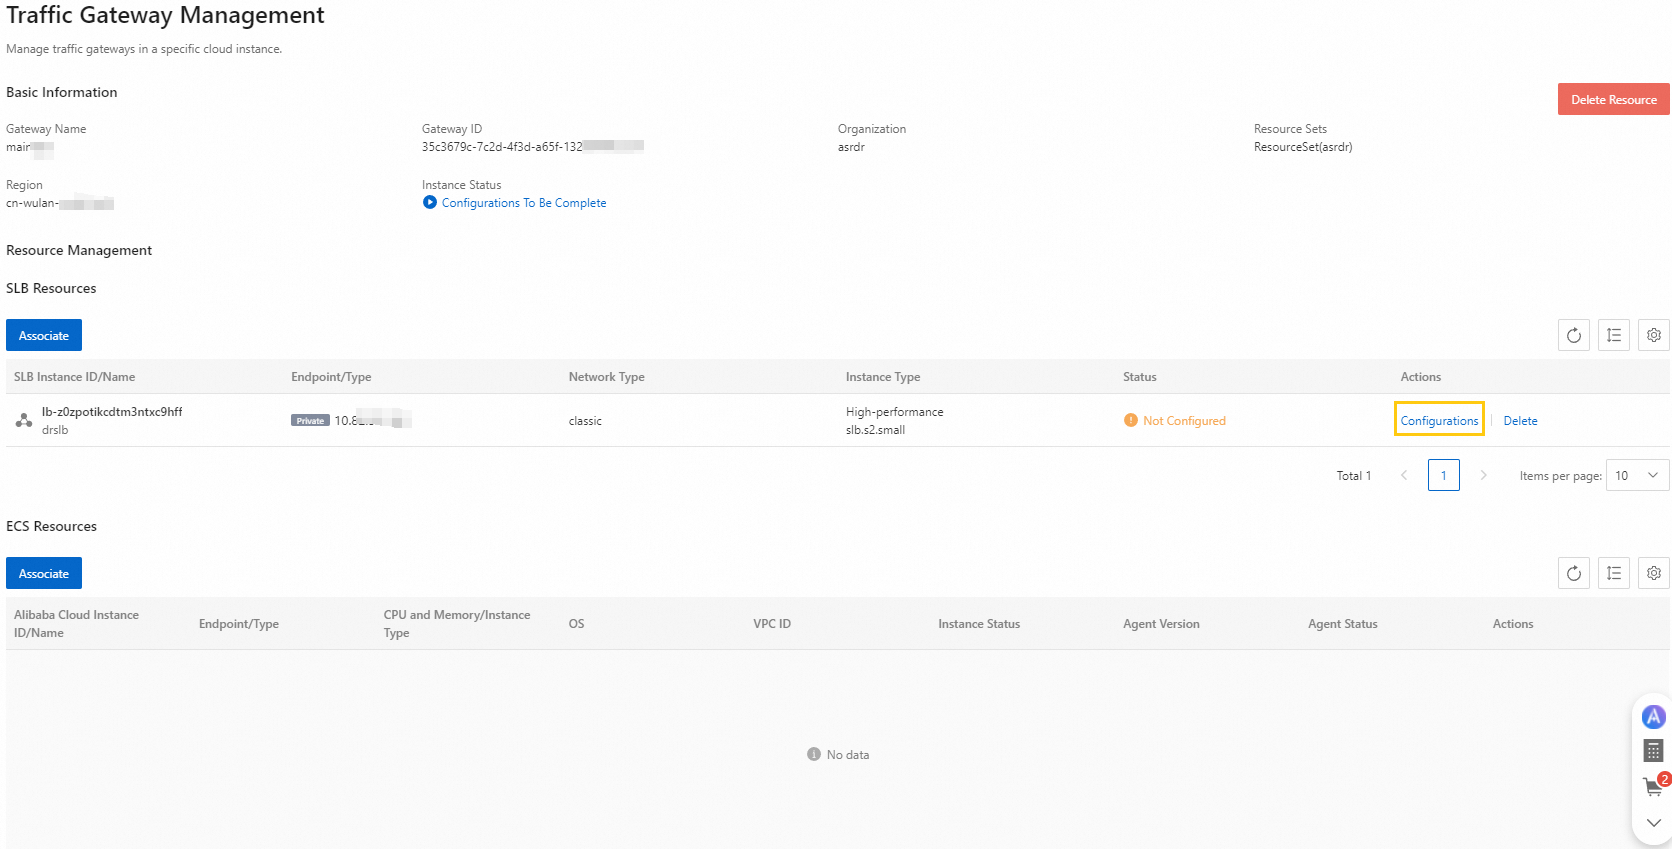 Traffic Gateway Management
Manage traffic gateways in a specific cloud instance.
Basic Information
Delete Resource
Gateway Name
Gateway ID
Organization
Resource Sets
main
35c3679c-7c2d-4f3d-a65f-132
asrdr
ResourceSet(asrdr)
Region
Instance Status
cn-wulan-
Configurations To Be Complete
Resource Management
SLB Resources
Associate
SLB Instance ID/Name
Endpoint/Type
Network Type
Instance Type
Status
Actions
lb-z0zpotikcdtm3ntxc9hff
drslb
Private 10.8
classic
High-performance
slb.s2.small
Not Configured
Configurations
Delete
Total 1
1
Items per page:
10
ECS Resources
Associate
Alibaba Cloud Instance
ID/Name
Endpoint/Type
CPU and Memory/Instance
Type
OS
VPC ID
Instance Status
Agent Version
Agent Status
Actions
No data
2